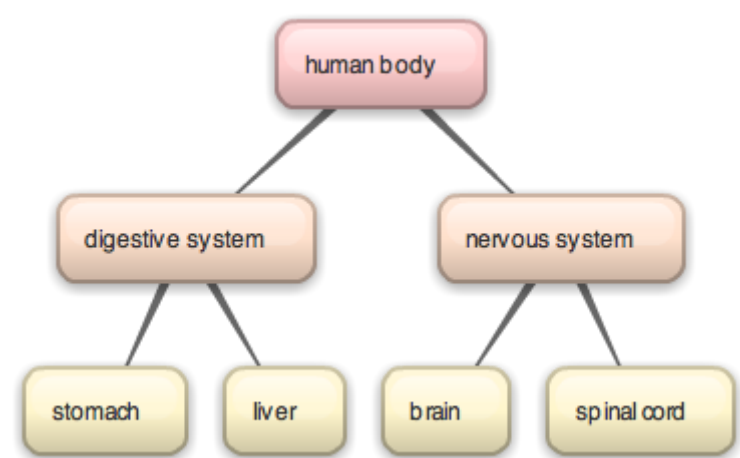 human body
digestive system
nervous system
stomach
liver
brain
spinal cord